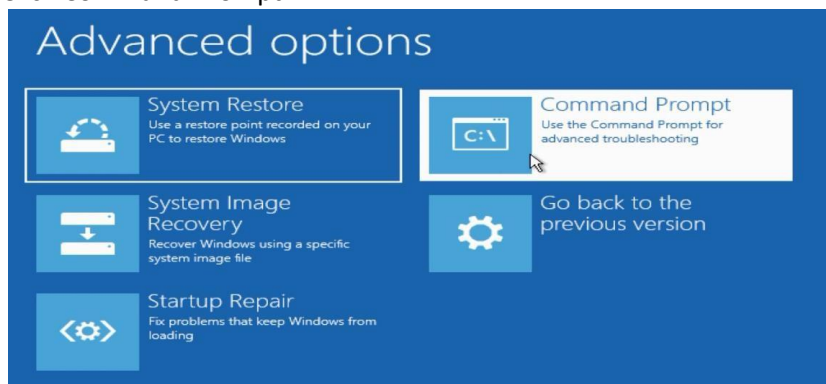 Advanced options
System Restore
Use a restore point recorded on your
PC to restore Windows
Command Prompt
Use the Command Prompt for
advanced troubleshooting
C:\
System Image
Recovery
Recover Windows using a specific
system image file
Go back to the
previous version
Startup Repair
Fix problems that keep Windows from
loading